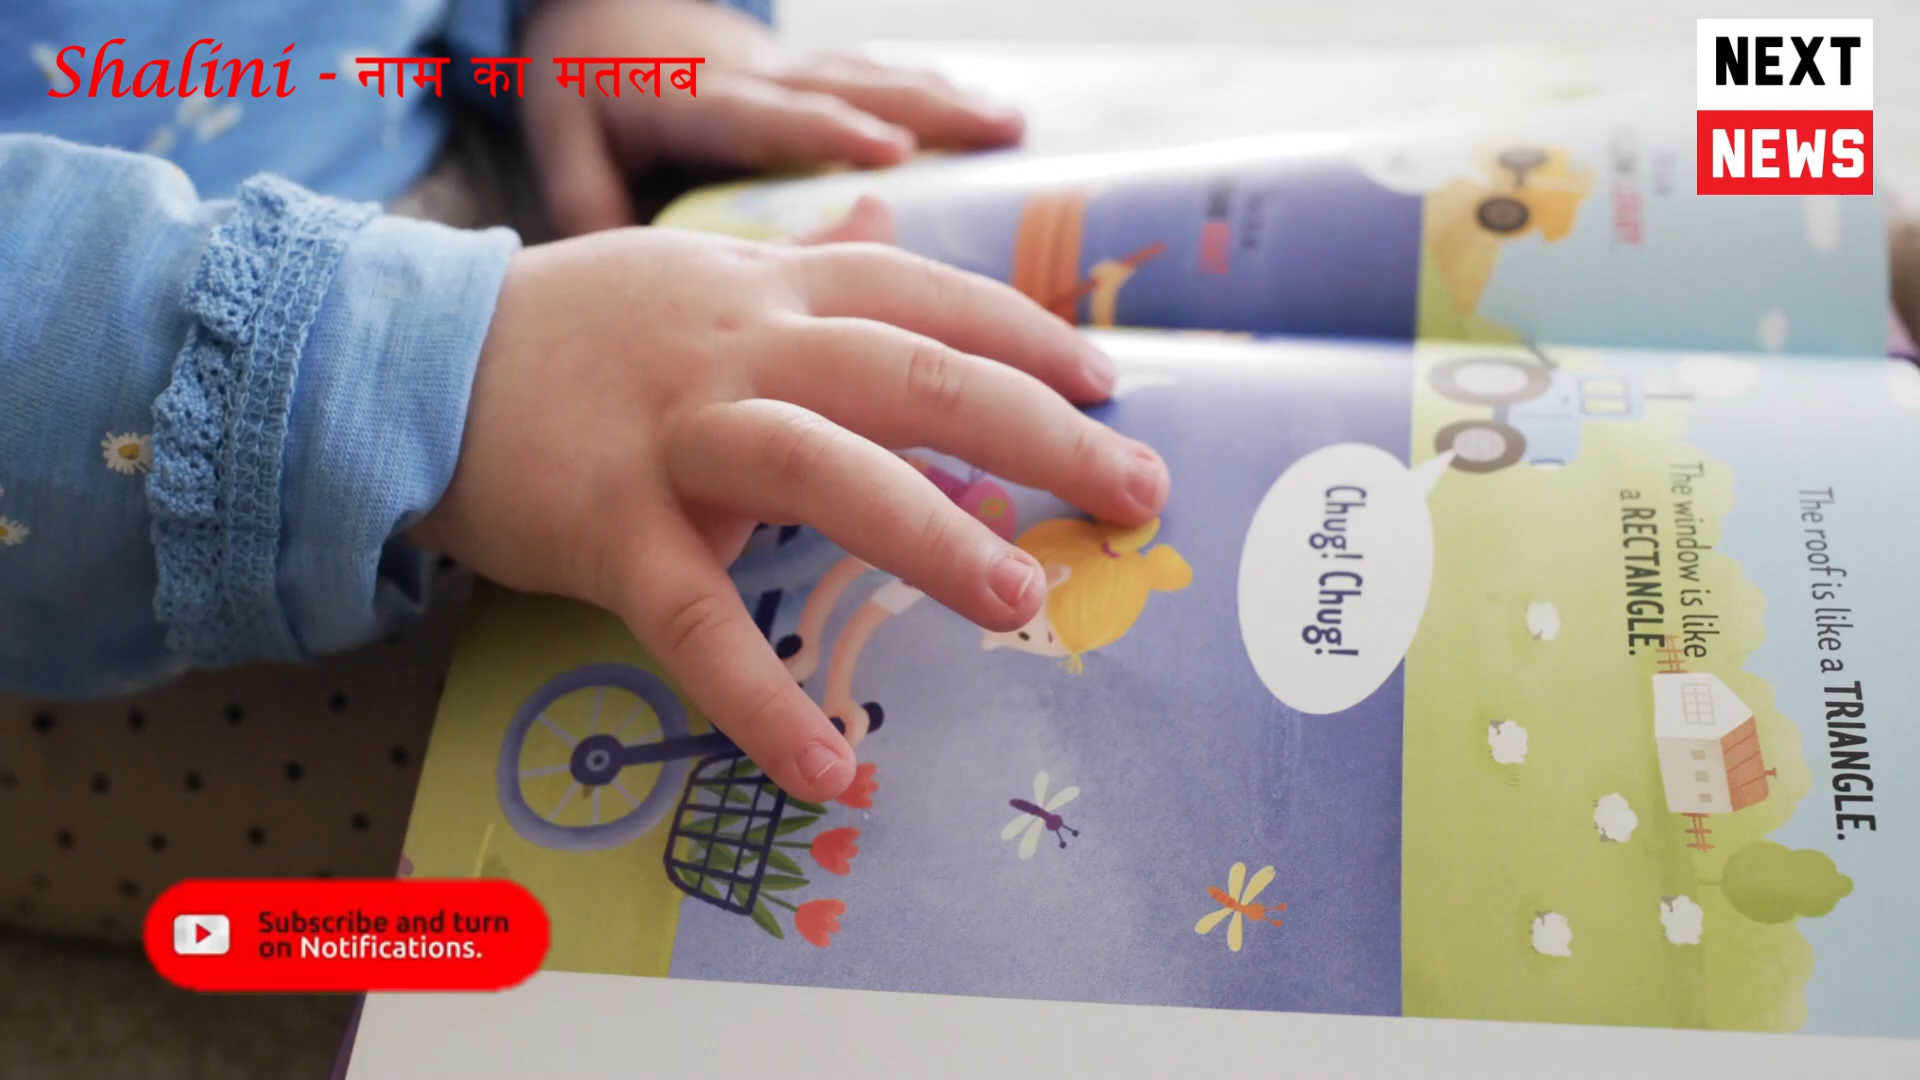 Shalini - नाम का मतलब
NEXT
NEWS
Chug! Chug!
The window is like
a RECTANGLE.
The roof is like a TRIANGLE.
Subscribe and turn
on Notifications.